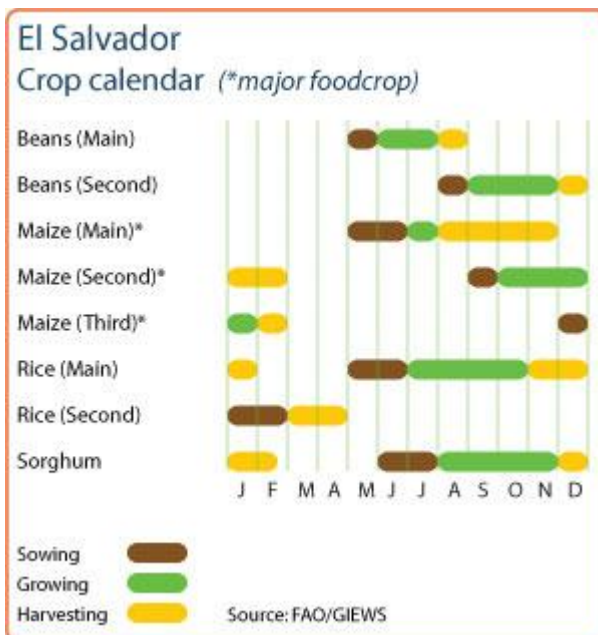 El Salvador
Crop calendar (*major foodcrop)
Beans (Main)
Beans (Second)
Maize (Main)*
Maize (Second)*
Maize (Third)*
Rice (Main)
Rice (Second)
Sorghum
J F M A M J J A S O N D
Sowing
Growing
Harvesting Source: FAO/GIEWS